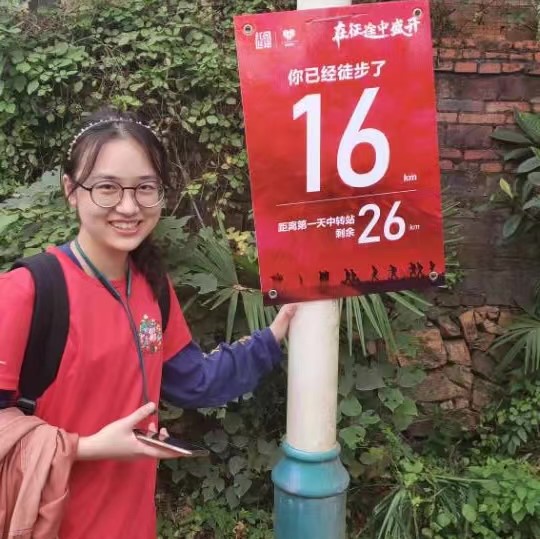 在征途中盛开
你已经徒步了
16 km
距离第一天中转站
剩余 26 km